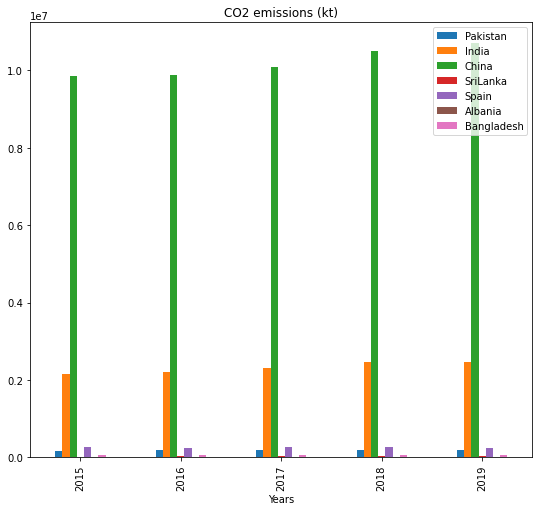 CO2 emissions (kt)
1e7
Pakistan
India
China
SriLanka
Spain
Albania
Bangladesh
1.0
0.8
0.6
0.4
0.2
0.0
2015
2016
2017
2018
2019
Years